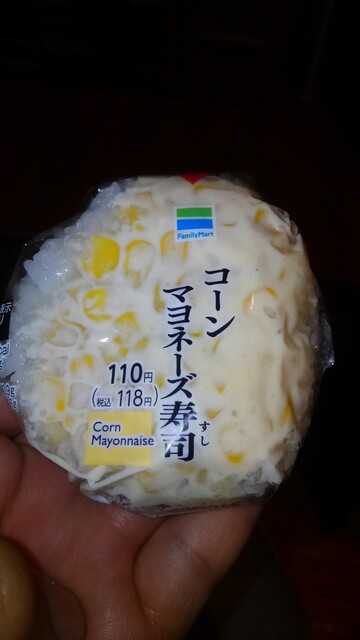 FamilyMart
コーン
マヨネーズ寿司
すし
110円
(税込 118円)
Corn
Mayonnaise